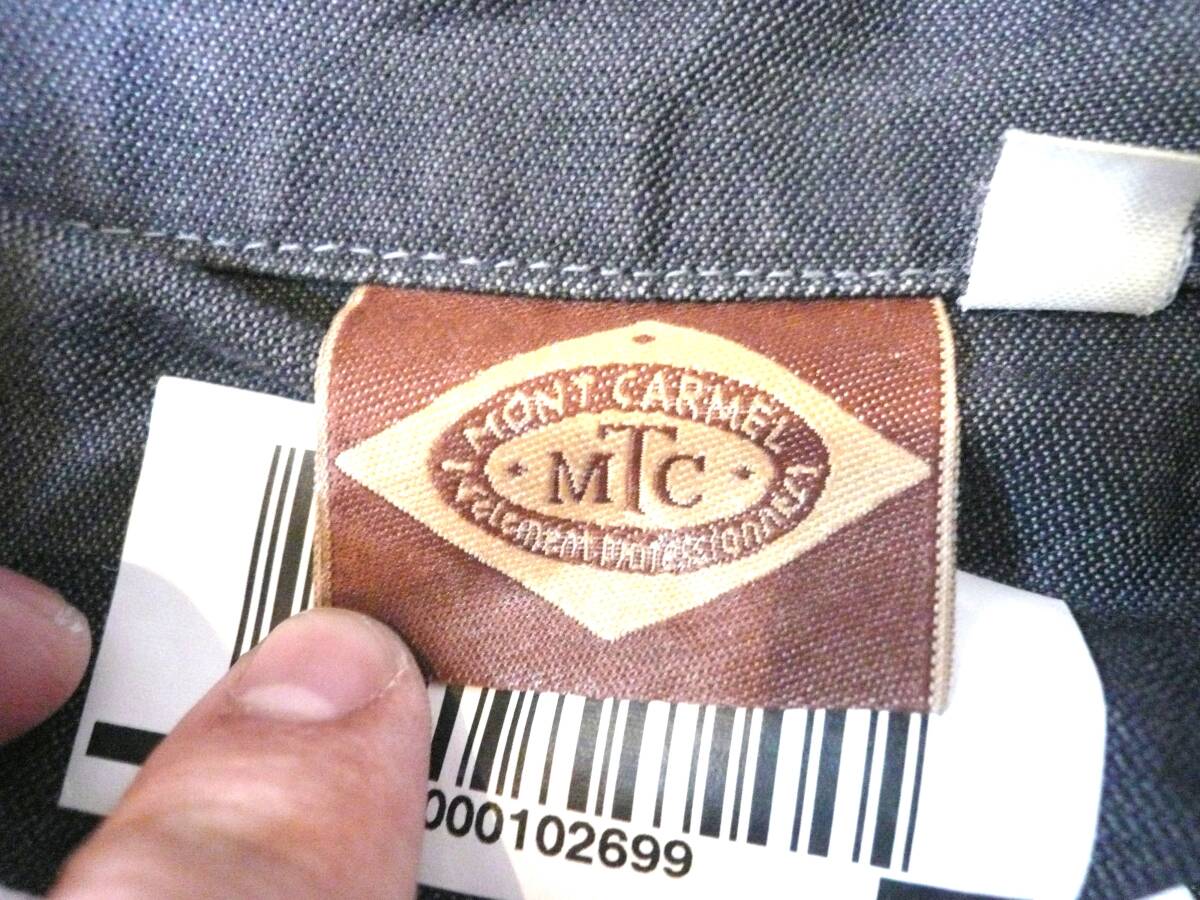 MONT CARMEL
MTC
Vêtement Professionnel
000102699